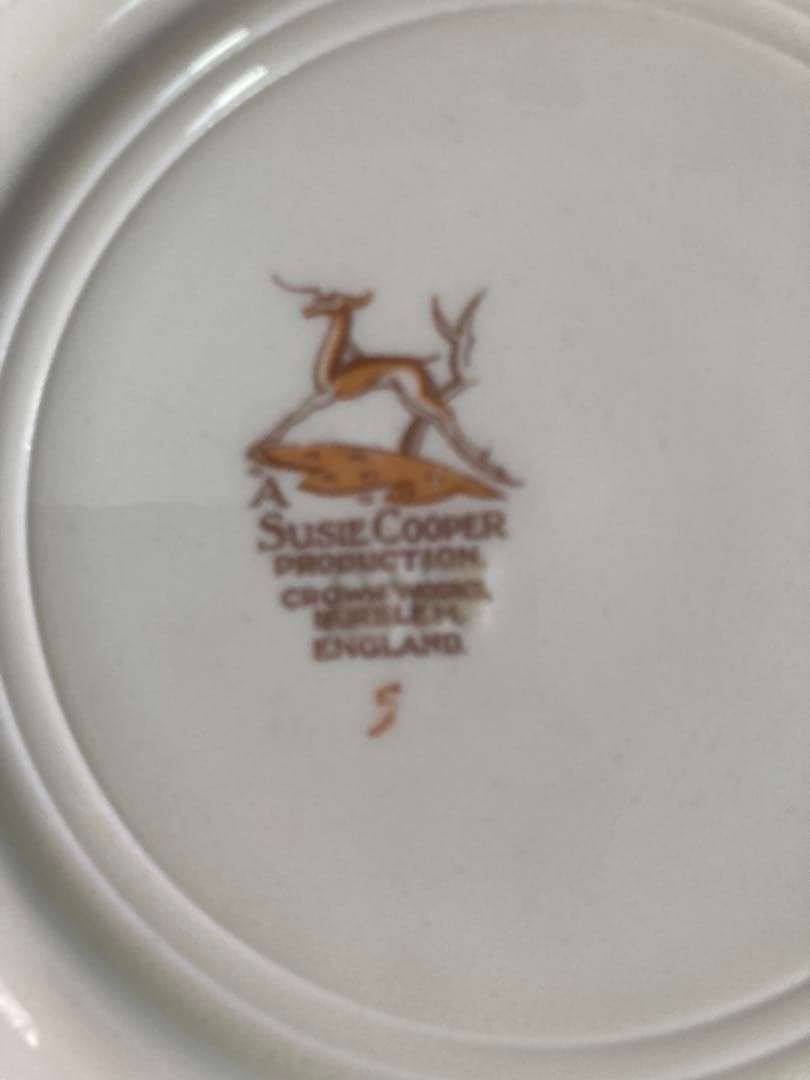 A
SUSIE COOPER
PRODUCTION.
CROWN WORKS,
BURSLEM,
ENGLAND.
5